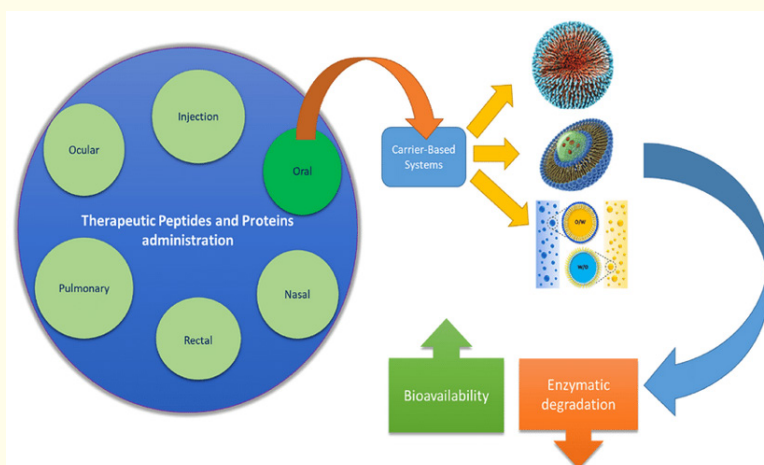 Injection
Ocular
Oral
Therapeutic Peptides and Proteins
administration
Pulmonary
Nasal
Rectal
Carrier-Based
Systems
O/W
W/O
Bioavailability
Enzymatic
degradation